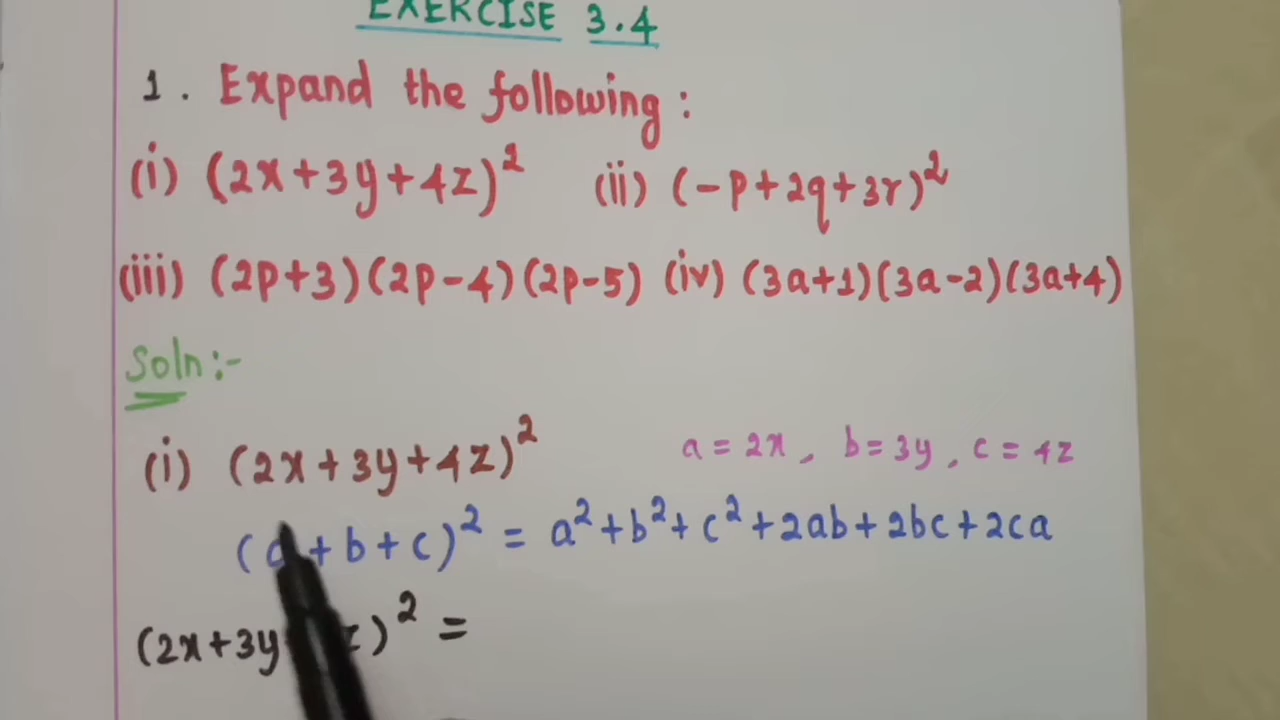 EXERCISE 3.4
1. Expand the following :
(i) (2x+3y+4z)² (ii) (-p+2q+3r)²
(iii) (2p+3)(2p-4)(2p-5) (iv) (3a+1)(3a-2)(3a+4)
Soln:-
(i) (2x+3y+4z)² a=2x, b=3y, c=4z
(a+b+c)² = a²+b²+c²+2ab+2bc+2ca
(2x+3y z)² =